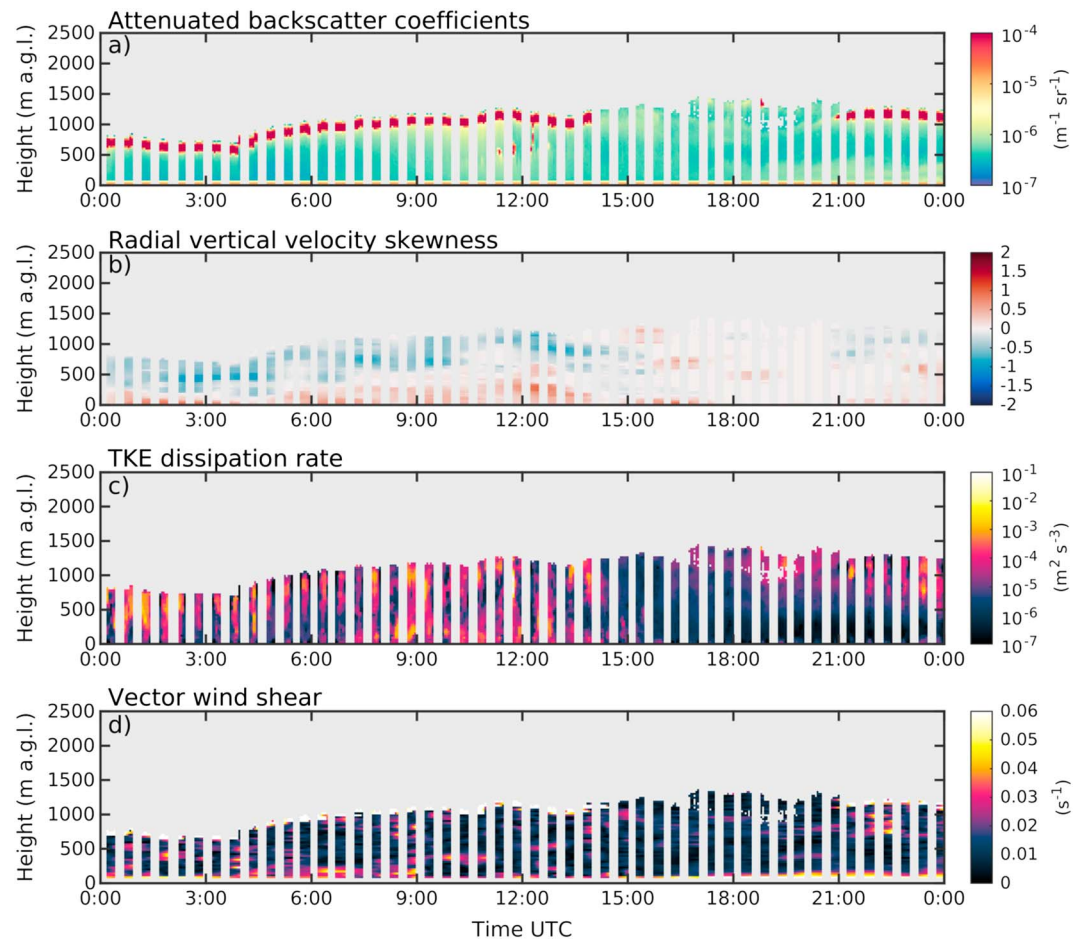 Attenuated backscatter coefficients
a)
Height (m a.g.l.)
2500
2000
1500
1000
500
0
0:00 3:00 6:00 9:00 12:00 15:00 18:00 21:00 0:00
10^-4
10^-5
10^-6
10^-7
(m^-1 sr^-1)
Radial vertical velocity skewness
b)
Height (m a.g.l.)
2500
2000
1500
1000
500
0
0:00 3:00 6:00 9:00 12:00 15:00 18:00 21:00 0:00
2
1.5
1
0.5
0
-0.5
-1
-1.5
-2
TKE dissipation rate
c)
Height (m a.g.l.)
2500
2000
1500
1000
500
0
0:00 3:00 6:00 9:00 12:00 15:00 18:00 21:00 0:00
10^-1
10^-2
10^-3
10^-4
10^-5
10^-6
10^-7
(m^2 s^-3)
Vector wind shear
d)
Height (m a.g.l.)
2500
2000
1500
1000
500
0
0:00 3:00 6:00 9:00 12:00 15:00 18:00 21:00 0:00
0.06
0.05
0.04
0.03
0.02
0.01
0
(s^-1)
Time UTC